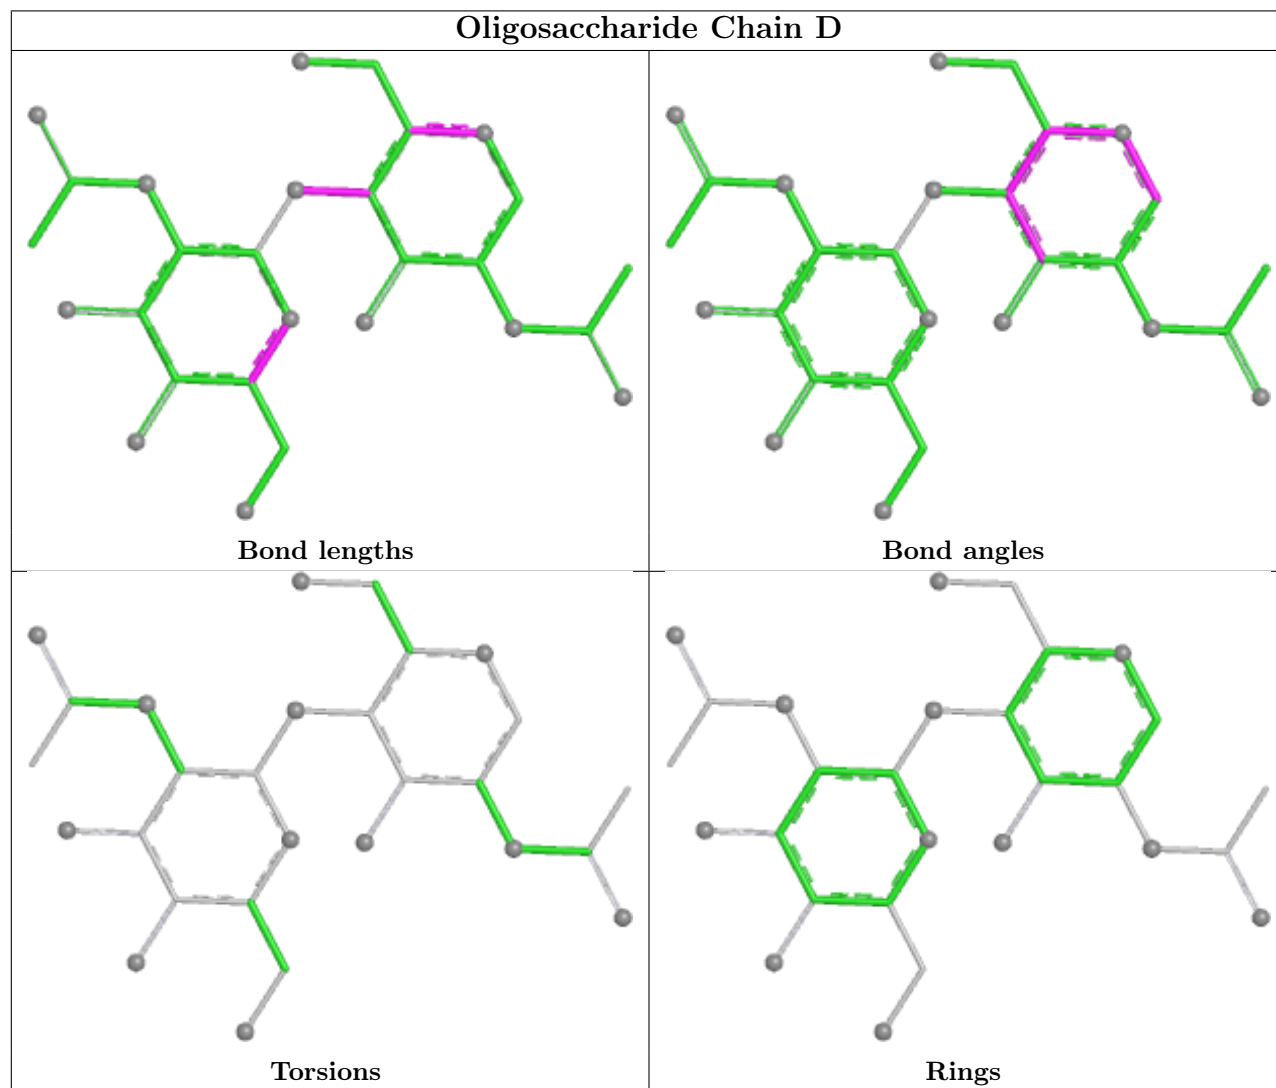 Oligosaccharide Chain D
Bond lengths
Bond angles
Torsions
Rings